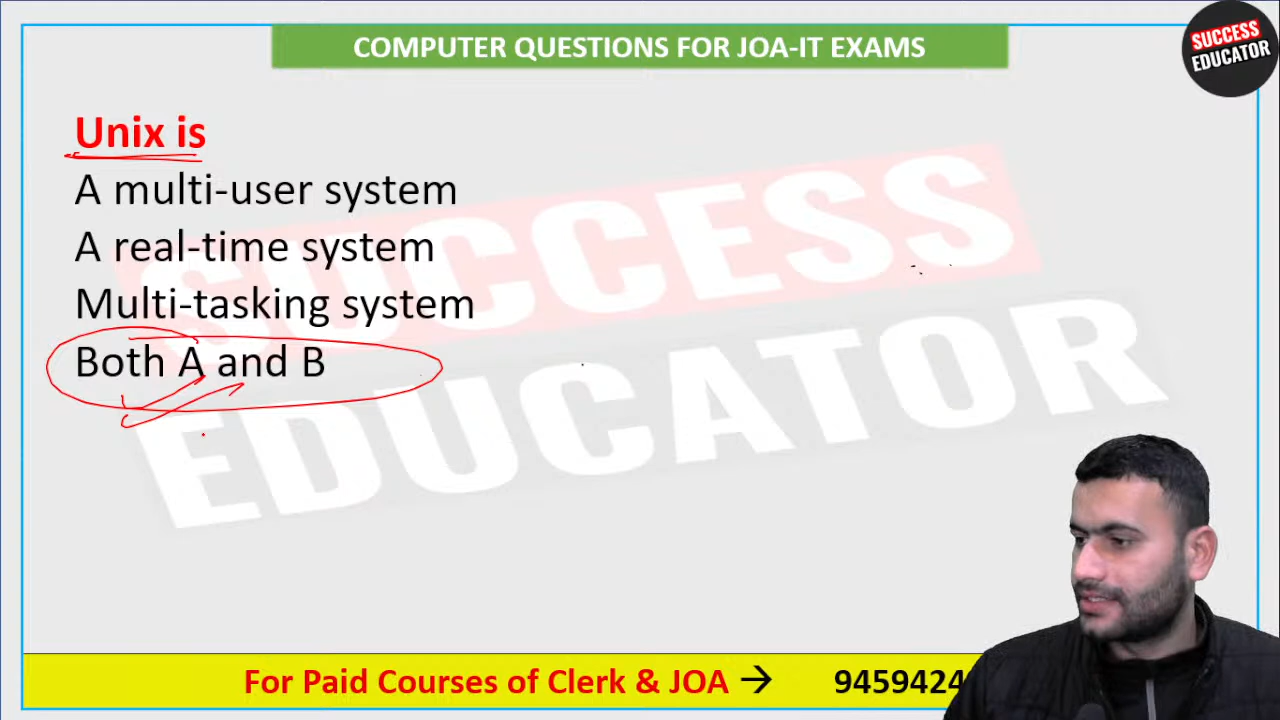 COMPUTER QUESTIONS FOR JOA-IT EXAMS
SUCCESS
EDUCATOR
Unix is
A multi-user system
A real-time system
Multi-tasking system
Both A and B
SUCCESS
EDUCATOR
For Paid Courses of Clerk & JOA → 9459424